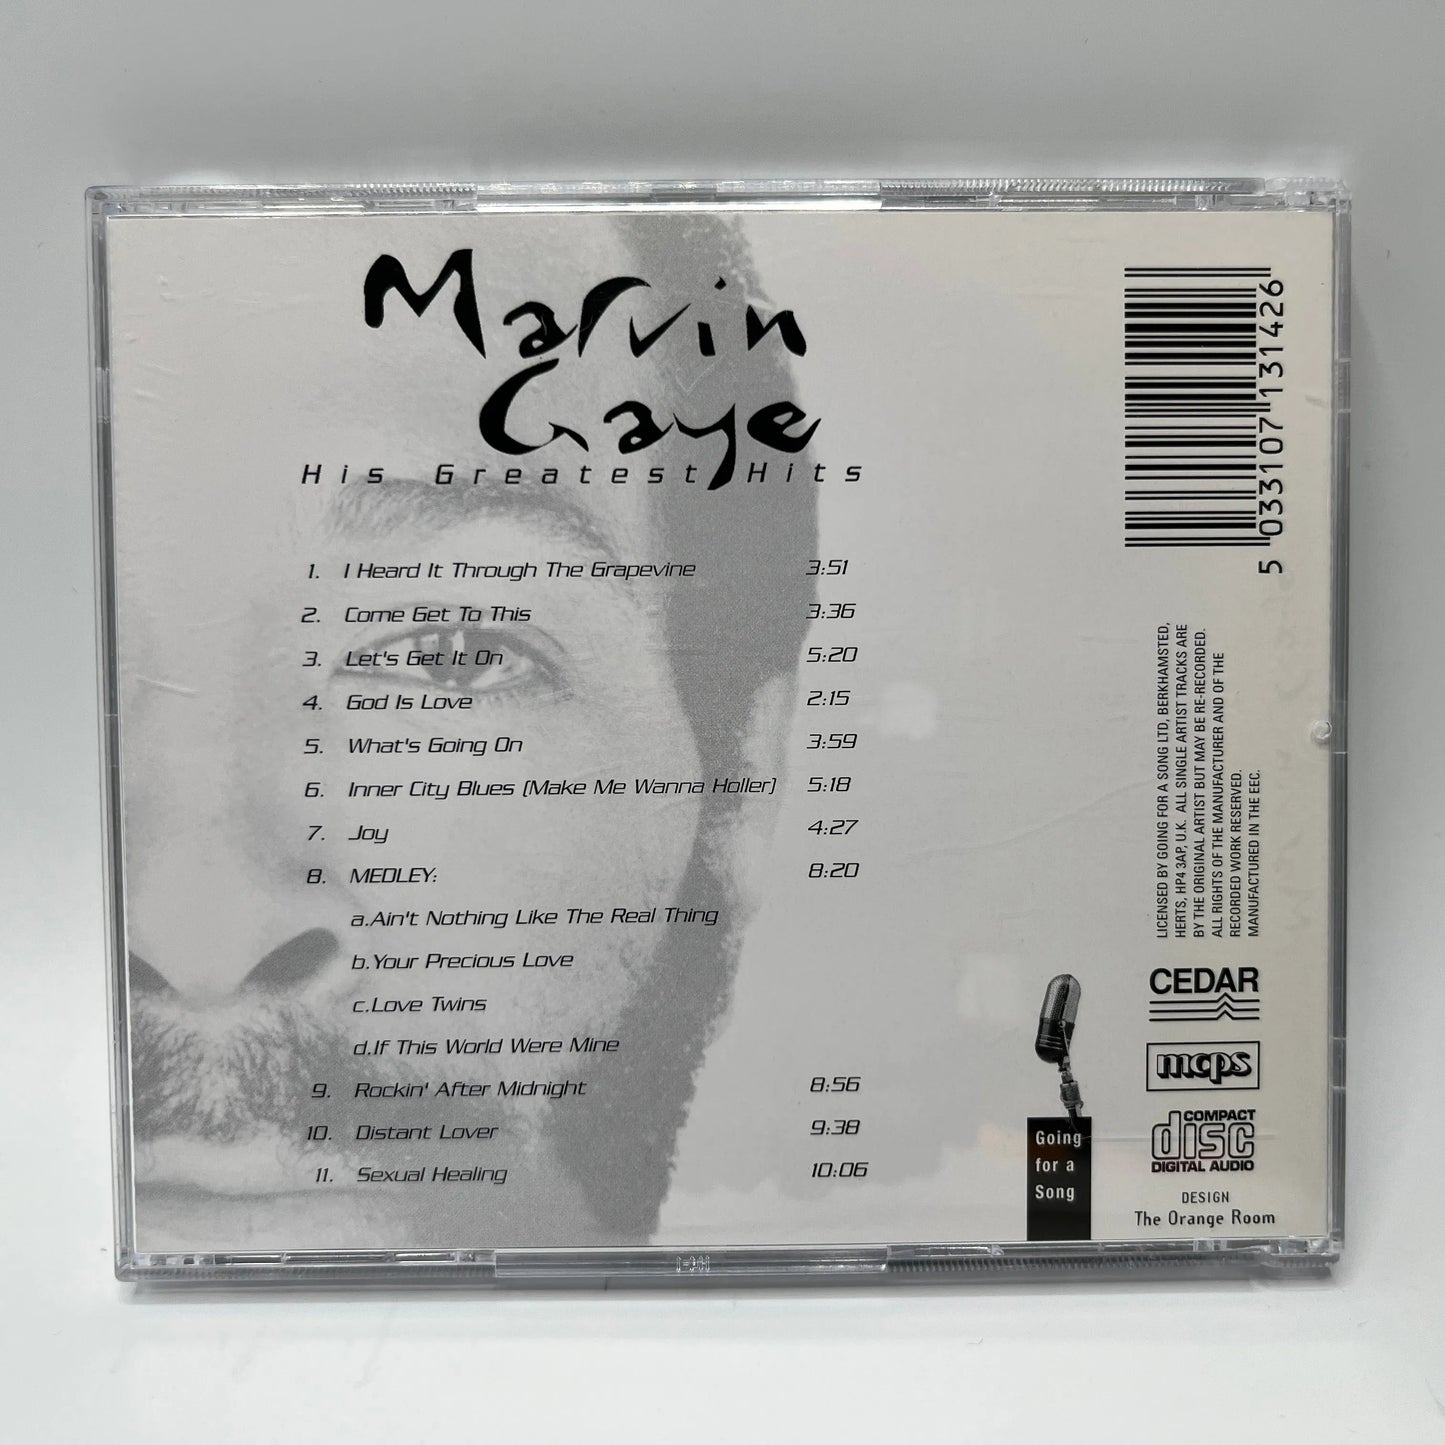 Marvin
Gaye
His Greatest Hits
1. I Heard It Through The Grapevine 3:51
2. Come Get To This 3:36
3. Let's Get It On 5:20
4. God Is Love 2:15
5. What's Going On 3:59
6. Inner City Blues (Make Me Wanna Holler) 5:18
7. Joy 4:27
8. MEDLEY: 8:20
a.Ain't Nothing Like The Real Thing
b.Your Precious Love
c.Love Twins
d.If This World Were Mine
9. Rockin' After Midnight 8:56
10. Distant Lover 9:38
11. Sexual Healing 10:06
5 033107 131426
LICENSED BY GOING FOR A SONG LTD, BERKHAMSTED,
HERTS, HP4 3AP, U.K. ALL SINGLE ARTIST TRACKS ARE
BY THE ORIGINAL ARTIST BUT MAY BE RE-RECORDED.
ALL RIGHTS OF THE MANUFACTURER AND OF THE
RECORDED WORK RESERVED.
MANUFACTURED IN THE EEC.
CEDAR
mcps
COMPACT
disc
DIGITAL AUDIO
Going
for a
Song
DESIGN
The Orange Room